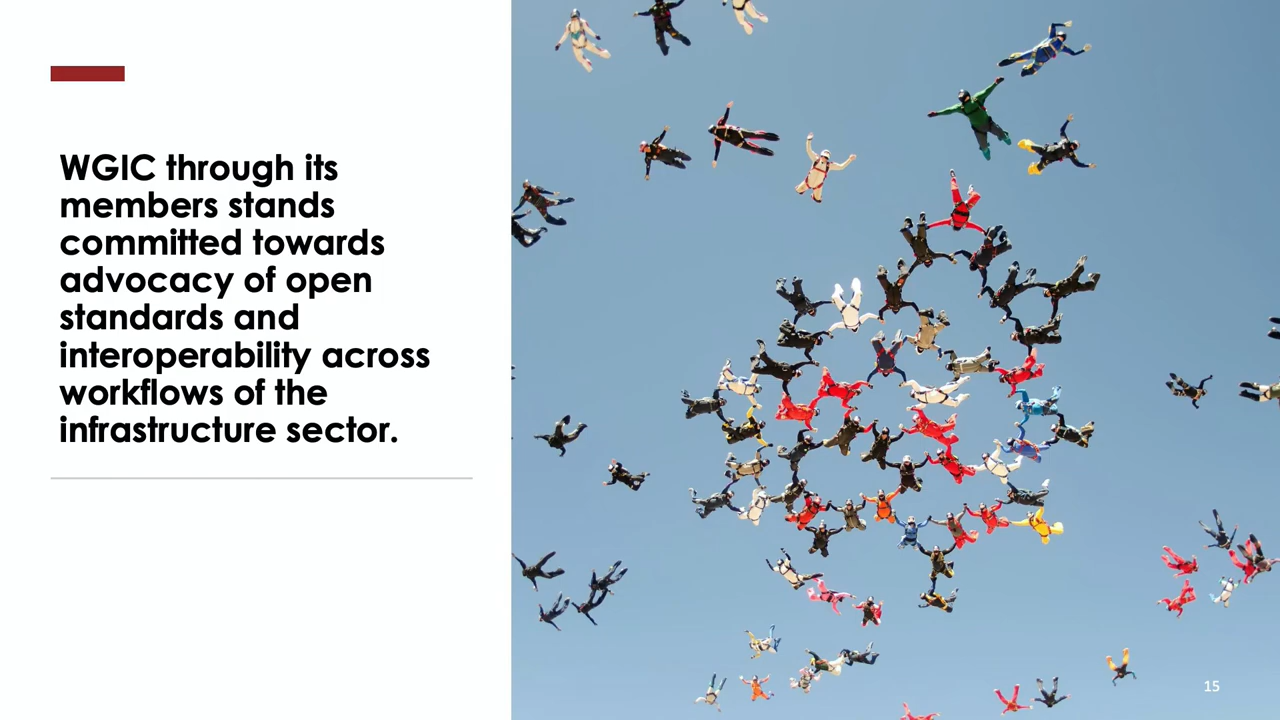 WGIC through its
members stands
committed towards
advocacy of open
standards and
interoperability across
workflows of the
infrastructure sector.
15